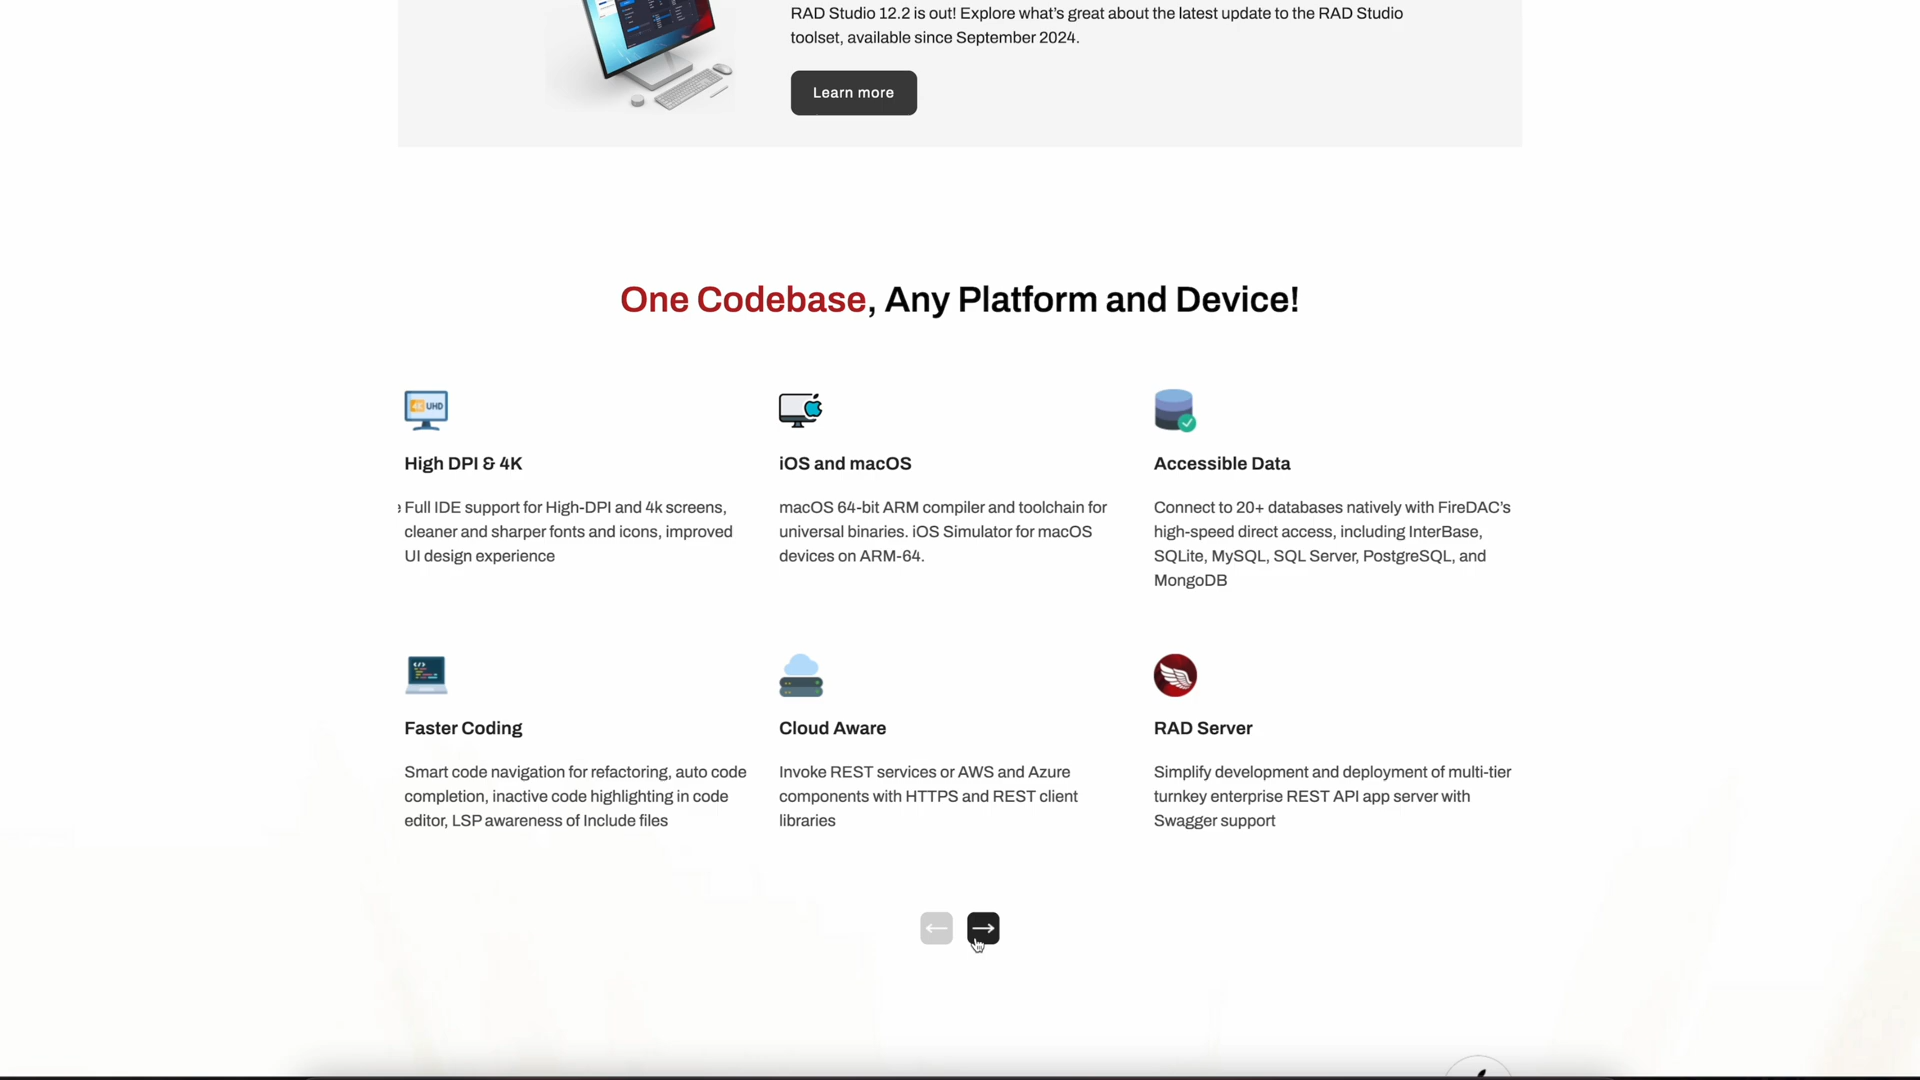 RAD Studio 12.2 is out! Explore what’s great about the latest update to the RAD Studio
toolset, available since September 2024.
Learn more
One Codebase, Any Platform and Device!
4K UHD
High DPI & 4K
Full IDE support for High-DPI and 4k screens,
cleaner and sharper fonts and icons, improved
UI design experience
iOS and macOS
macOS 64-bit ARM compiler and toolchain for
universal binaries. iOS Simulator for macOS
devices on ARM-64.
Accessible Data
Connect to 20+ databases natively with FireDAC’s
high-speed direct access, including InterBase,
SQLite, MySQL, SQL Server, PostgreSQL, and
MongoDB
Faster Coding
Smart code navigation for refactoring, auto code
completion, inactive code highlighting in code
editor, LSP awareness of Include files
Cloud Aware
Invoke REST services or AWS and Azure
components with HTTPS and REST client
libraries
RAD Server
Simplify development and deployment of multi-tier
turnkey enterprise REST API app server with
Swagger support